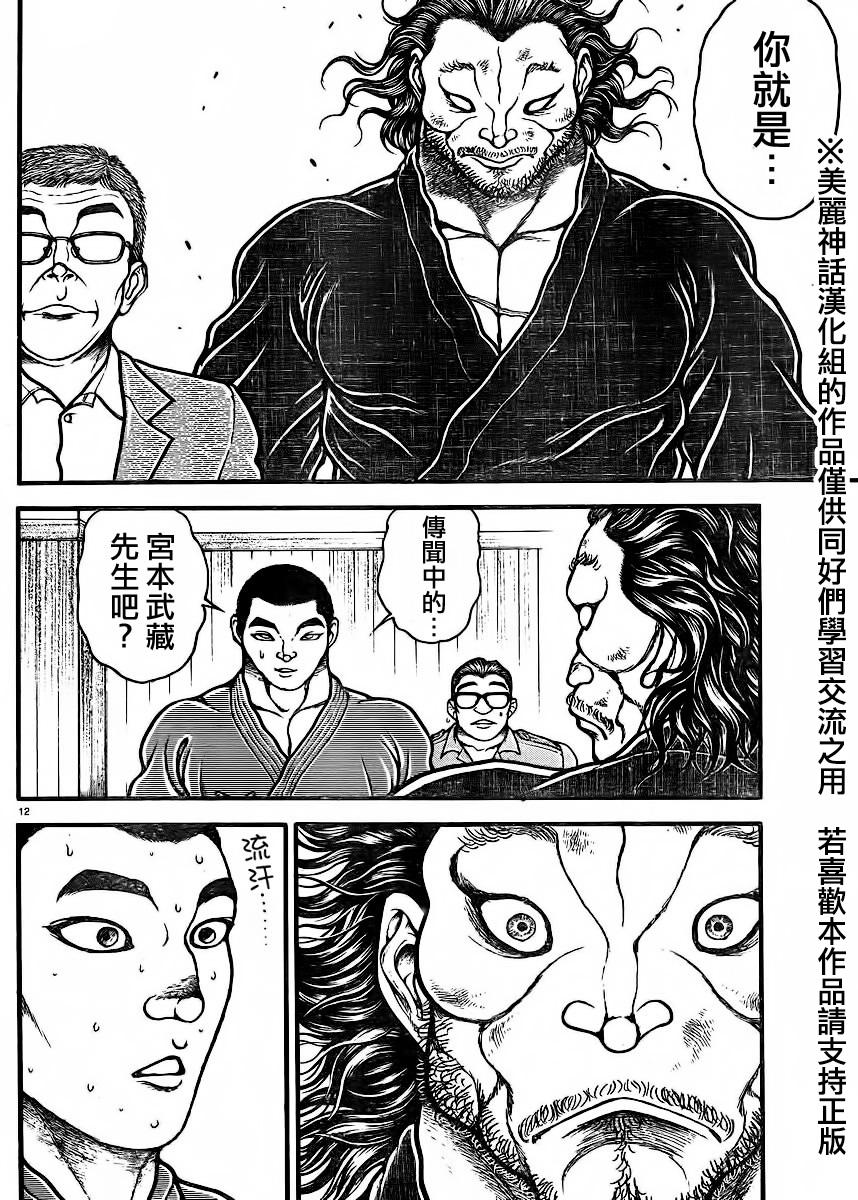 你就是…
傳聞中的…
宮本武藏
先生吧？
12
流汗……
※美麗神話漢化組的作品僅供同好們學習交流之用 若喜歡本作品請支持正版